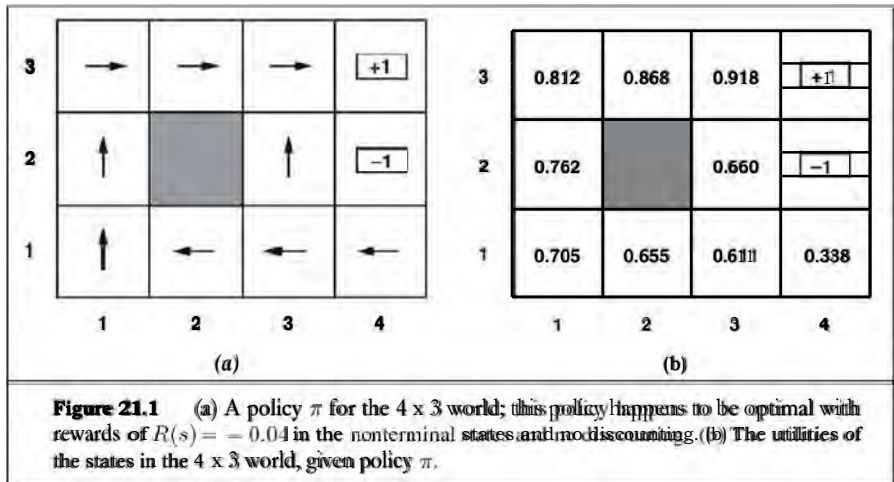 3
+1
2
−1
1
1 2 3 4
(a)
3 0.812 0.868 0.918 +1
2 0.762 0.660 −1
1 0.705 0.655 0.611 0.338
1 2 3 4
(b)
Figure 21.1 (a) A policy π for the 4 x 3 world; this policy happens to be optimal with
rewards of R(s) = − 0.04 in the nonterminal states and no discounting. (b) The utilities of
the states in the 4 x 3 world, given policy π.